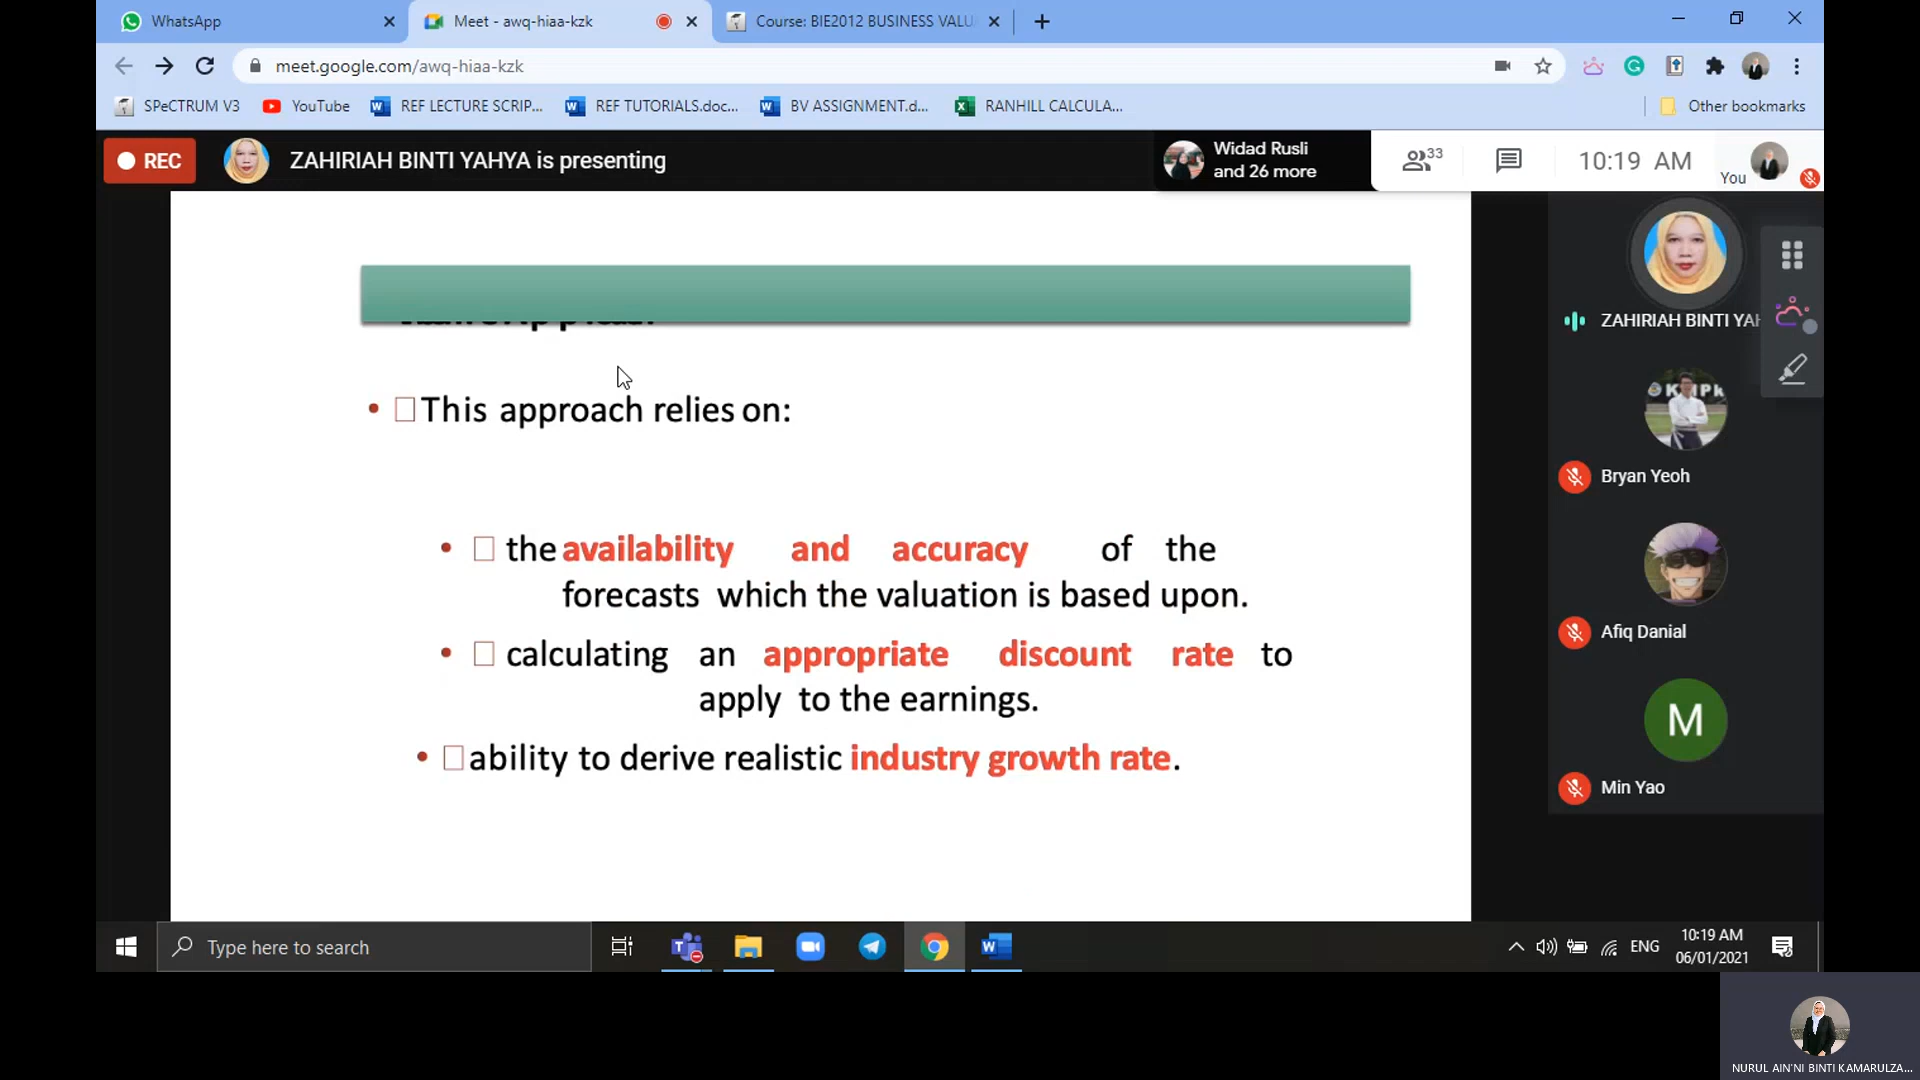 WhatsApp
Meet - awq-hiaa-kzk
Course: BIE2012 BUSINESS VALU
meet.google.com/awq-hiaa-kzk
SPeCTRUM V3
YouTube
REF LECTURE SCRIP...
REF TUTORIALS.doc...
BV ASSIGNMENT.d...
RANHILL CALCULA...
Other bookmarks
REC
ZAHIRIAH BINTI YAHYA is presenting
Widad Rusli
and 26 more
33
10:19 AM
You
• This approach relies on:
• the availability and accuracy of the
forecasts which the valuation is based upon.
• calculating an appropriate discount rate to
apply to the earnings.
• ability to derive realistic industry growth rate.
ZAHIRIAH BINTI YAH
Bryan Yeoh
Afiq Danial
M
Min Yao
Type here to search
ENG
10:19 AM
06/01/2021
NURUL AIN'NI BINTI KAMARULZA...